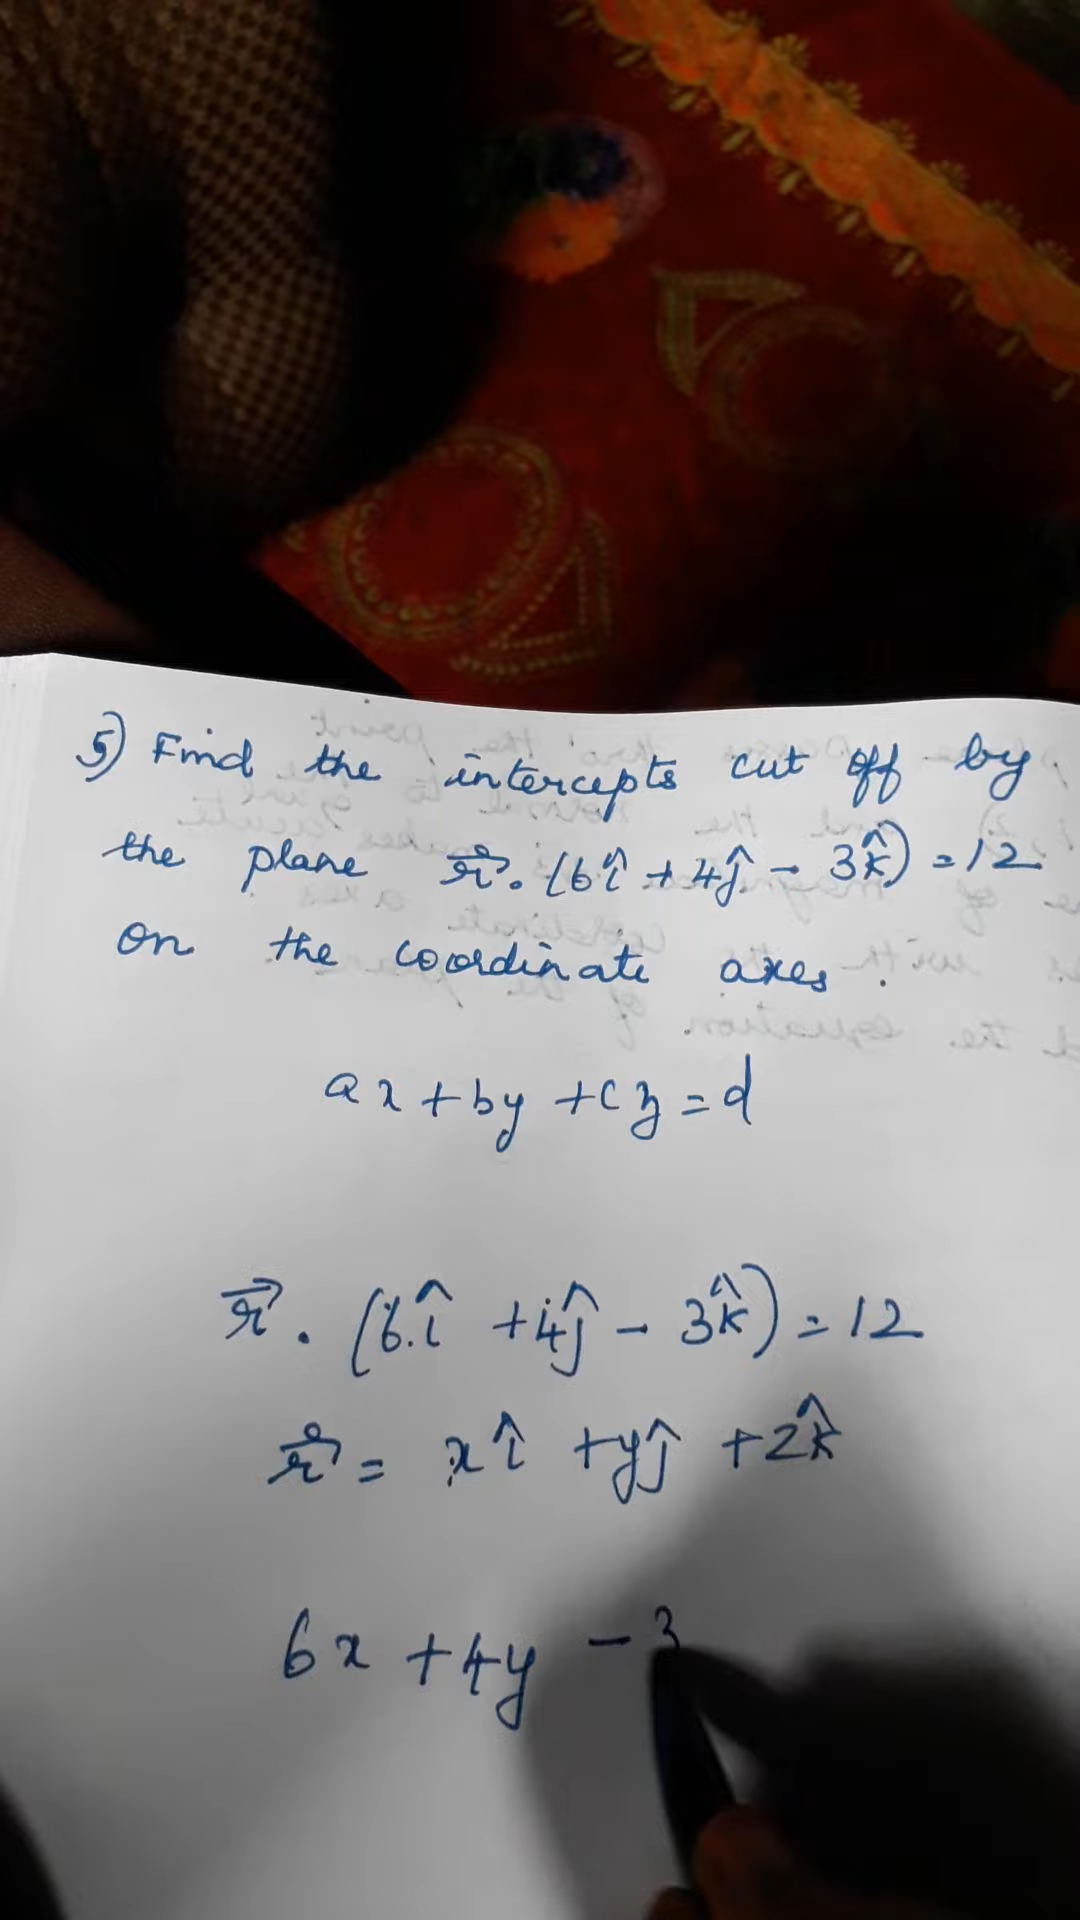 5) Find the intercepts cut off by
the plane r⃗. (6î + 4ĵ - 3k̂) = 12
on the coordinate axes.
ax + by + cz = d
r⃗. (6î + 4ĵ - 3k̂) = 12
r⃗ = xî + yĵ + zk̂
6x + 4y - 3